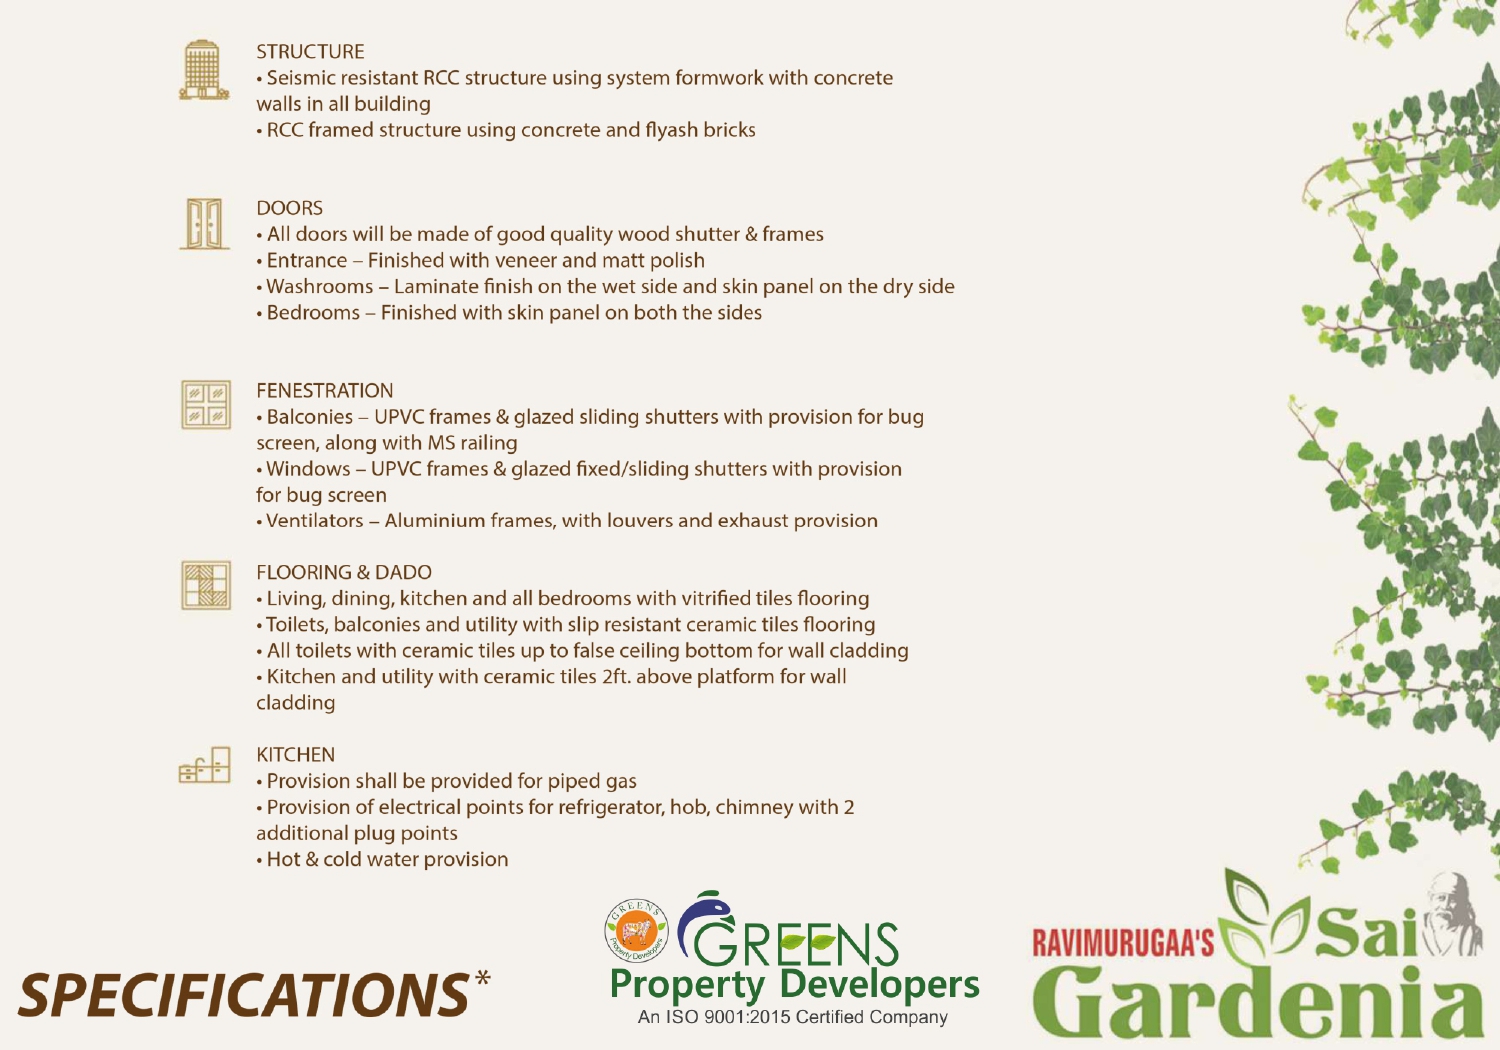 STRUCTURE
• Seismic resistant RCC structure using system formwork with concrete
walls in all building
• RCC framed structure using concrete and flyash bricks
DOORS
• All doors will be made of good quality wood shutter & frames
• Entrance – Finished with veneer and matt polish
• Washrooms – Laminate finish on the wet side and skin panel on the dry side
• Bedrooms – Finished with skin panel on both the sides
FENESTRATION
• Balconies – UPVC frames & glazed sliding shutters with provision for bug
screen, along with MS railing
• Windows – UPVC frames & glazed fixed/sliding shutters with provision
for bug screen
• Ventilators – Aluminium frames, with louvers and exhaust provision
FLOORING & DADO
• Living, dining, kitchen and all bedrooms with vitrified tiles flooring
• Toilets, balconies and utility with slip resistant ceramic tiles flooring
• All toilets with ceramic tiles up to false ceiling bottom for wall cladding
• Kitchen and utility with ceramic tiles 2ft. above platform for wall
cladding
KITCHEN
• Provision shall be provided for piped gas
• Provision of electrical points for refrigerator, hob, chimney with 2
additional plug points
• Hot & cold water provision
SPECIFICATIONS*
GREENS
Property Developers
GREENS
Property Developers
An ISO 9001:2015 Certified Company
RAVIMURUGAA'S
Sai
Gardenia